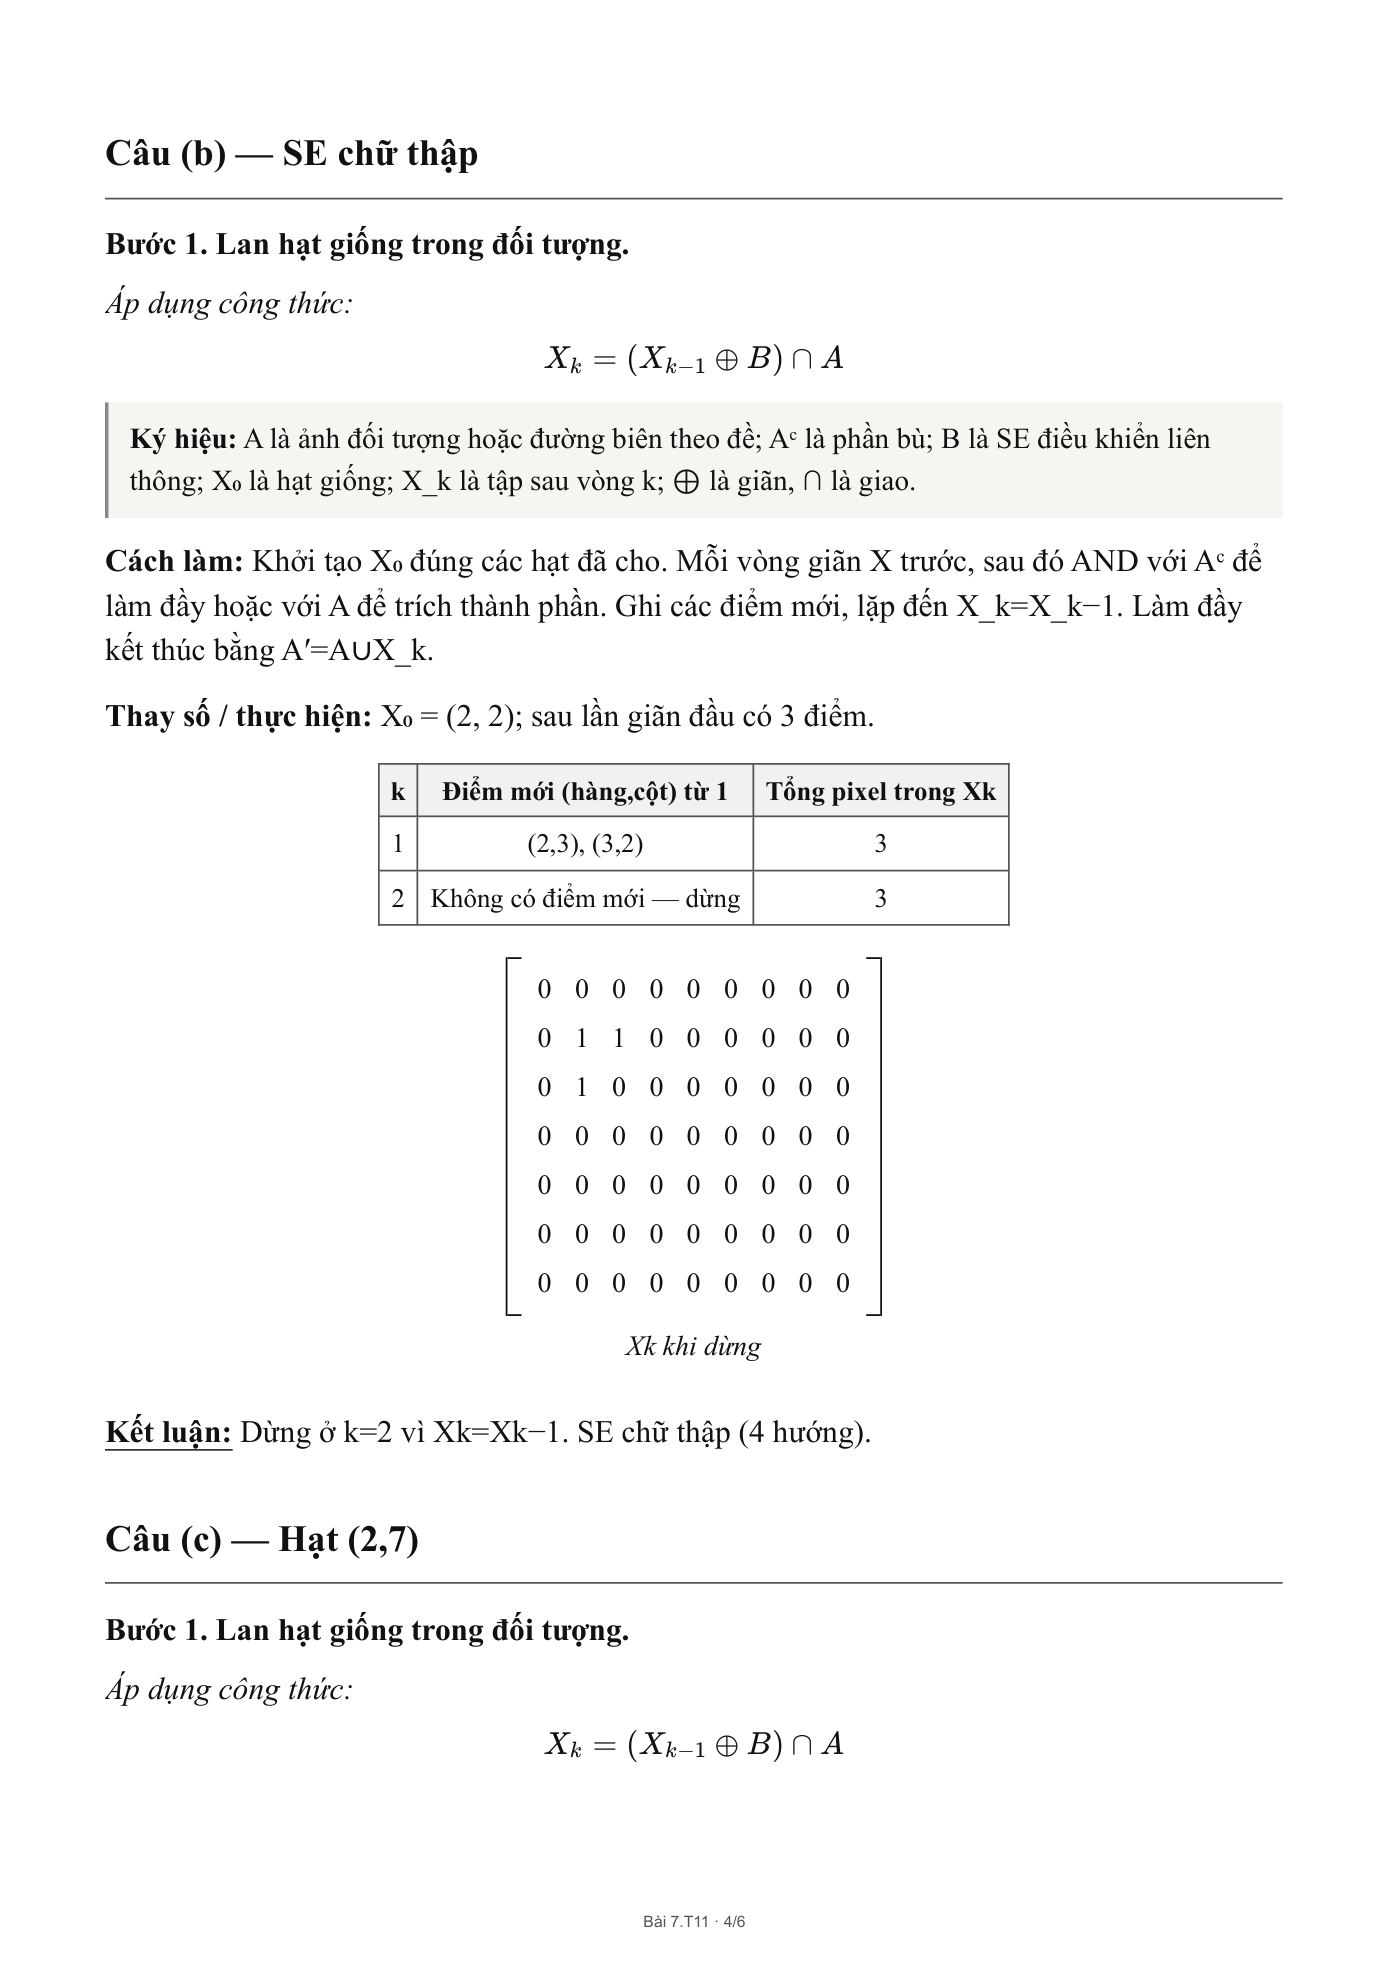 Câu (b) — SE chữ thập
Bước 1. Lan hạt giống trong đối tượng.
Áp dụng công thức:
Xₖ = (Xₖ₋₁ ⊕ B) ∩ A
Ký hiệu: A là ảnh đối tượng hoặc đường biên theo đề; Aᶜ là phần bù; B là SE điều khiển liên
thông; X₀ là hạt giống; X_k là tập sau vòng k; ⊕ là giãn, ∩ là giao.
Cách làm: Khởi tạo X₀ đúng các hạt đã cho. Mỗi vòng giãn X trước, sau đó AND với Aᶜ để
làm đầy hoặc với A để trích thành phần. Ghi các điểm mới, lặp đến X_k=X_k−1. Làm đầy
kết thúc bằng A′=A∪X_k.
Thay số / thực hiện: X₀ = (2, 2); sau lần giãn đầu có 3 điểm.
k Điểm mới (hàng,cột) từ 1 Tổng pixel trong Xk
1 (2,3), (3,2) 3
2 Không có điểm mới — dừng 3
0 0 0 0 0 0 0 0 0
0 1 1 0 0 0 0 0 0
0 1 0 0 0 0 0 0 0
0 0 0 0 0 0 0 0 0
0 0 0 0 0 0 0 0 0
0 0 0 0 0 0 0 0 0
0 0 0 0 0 0 0 0 0
Xk khi dừng
Kết luận: Dừng ở k=2 vì Xk=Xk−1. SE chữ thập (4 hướng).
Câu (c) — Hạt (2,7)
Bước 1. Lan hạt giống trong đối tượng.
Áp dụng công thức:
Xₖ = (Xₖ₋₁ ⊕ B) ∩ A
Bài 7.T11 · 4/6